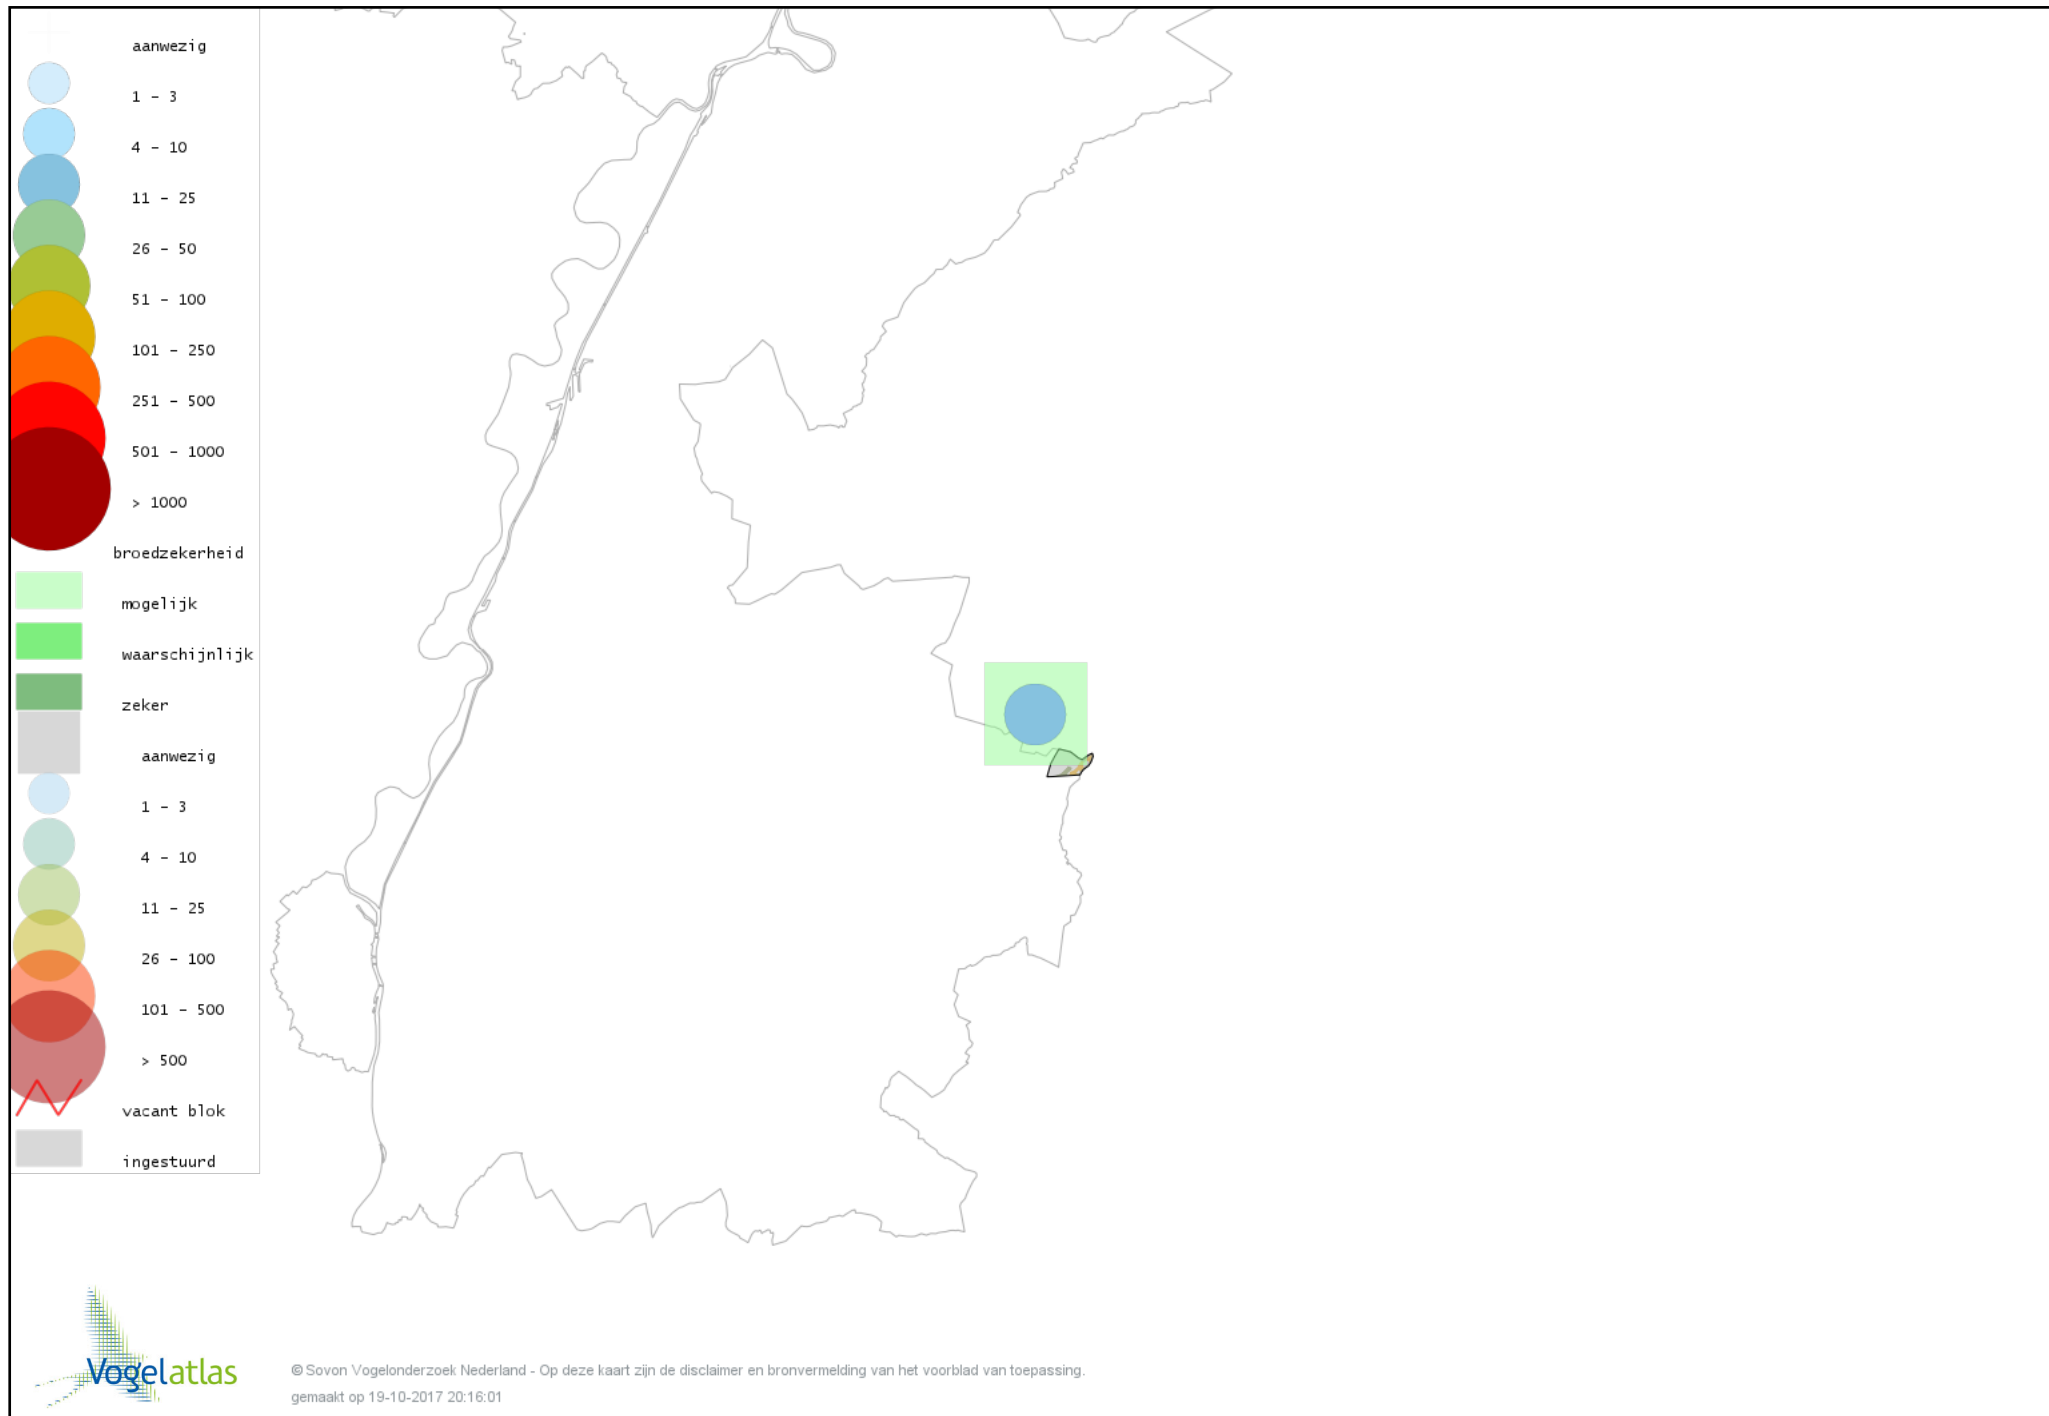 aanwezig
1 - 3
4 - 10
11 - 25
26 - 50
51 - 100
101 - 250
251 - 500
501 - 1000
> 1000
broedzekerheid
mogelijk
waarschijnlijk
zeker
aanwezig
1 - 3
4 - 10
11 - 25
26 - 100
101 - 500
> 500
vacant blok
ingestuurd
Vogelatlas
© Sovon Vogelonderzoek Nederland - Op deze kaart zijn de disclaimer en bronvermelding van het voorblad van toepassing.
gemaakt op 19-10-2017 20:16:01